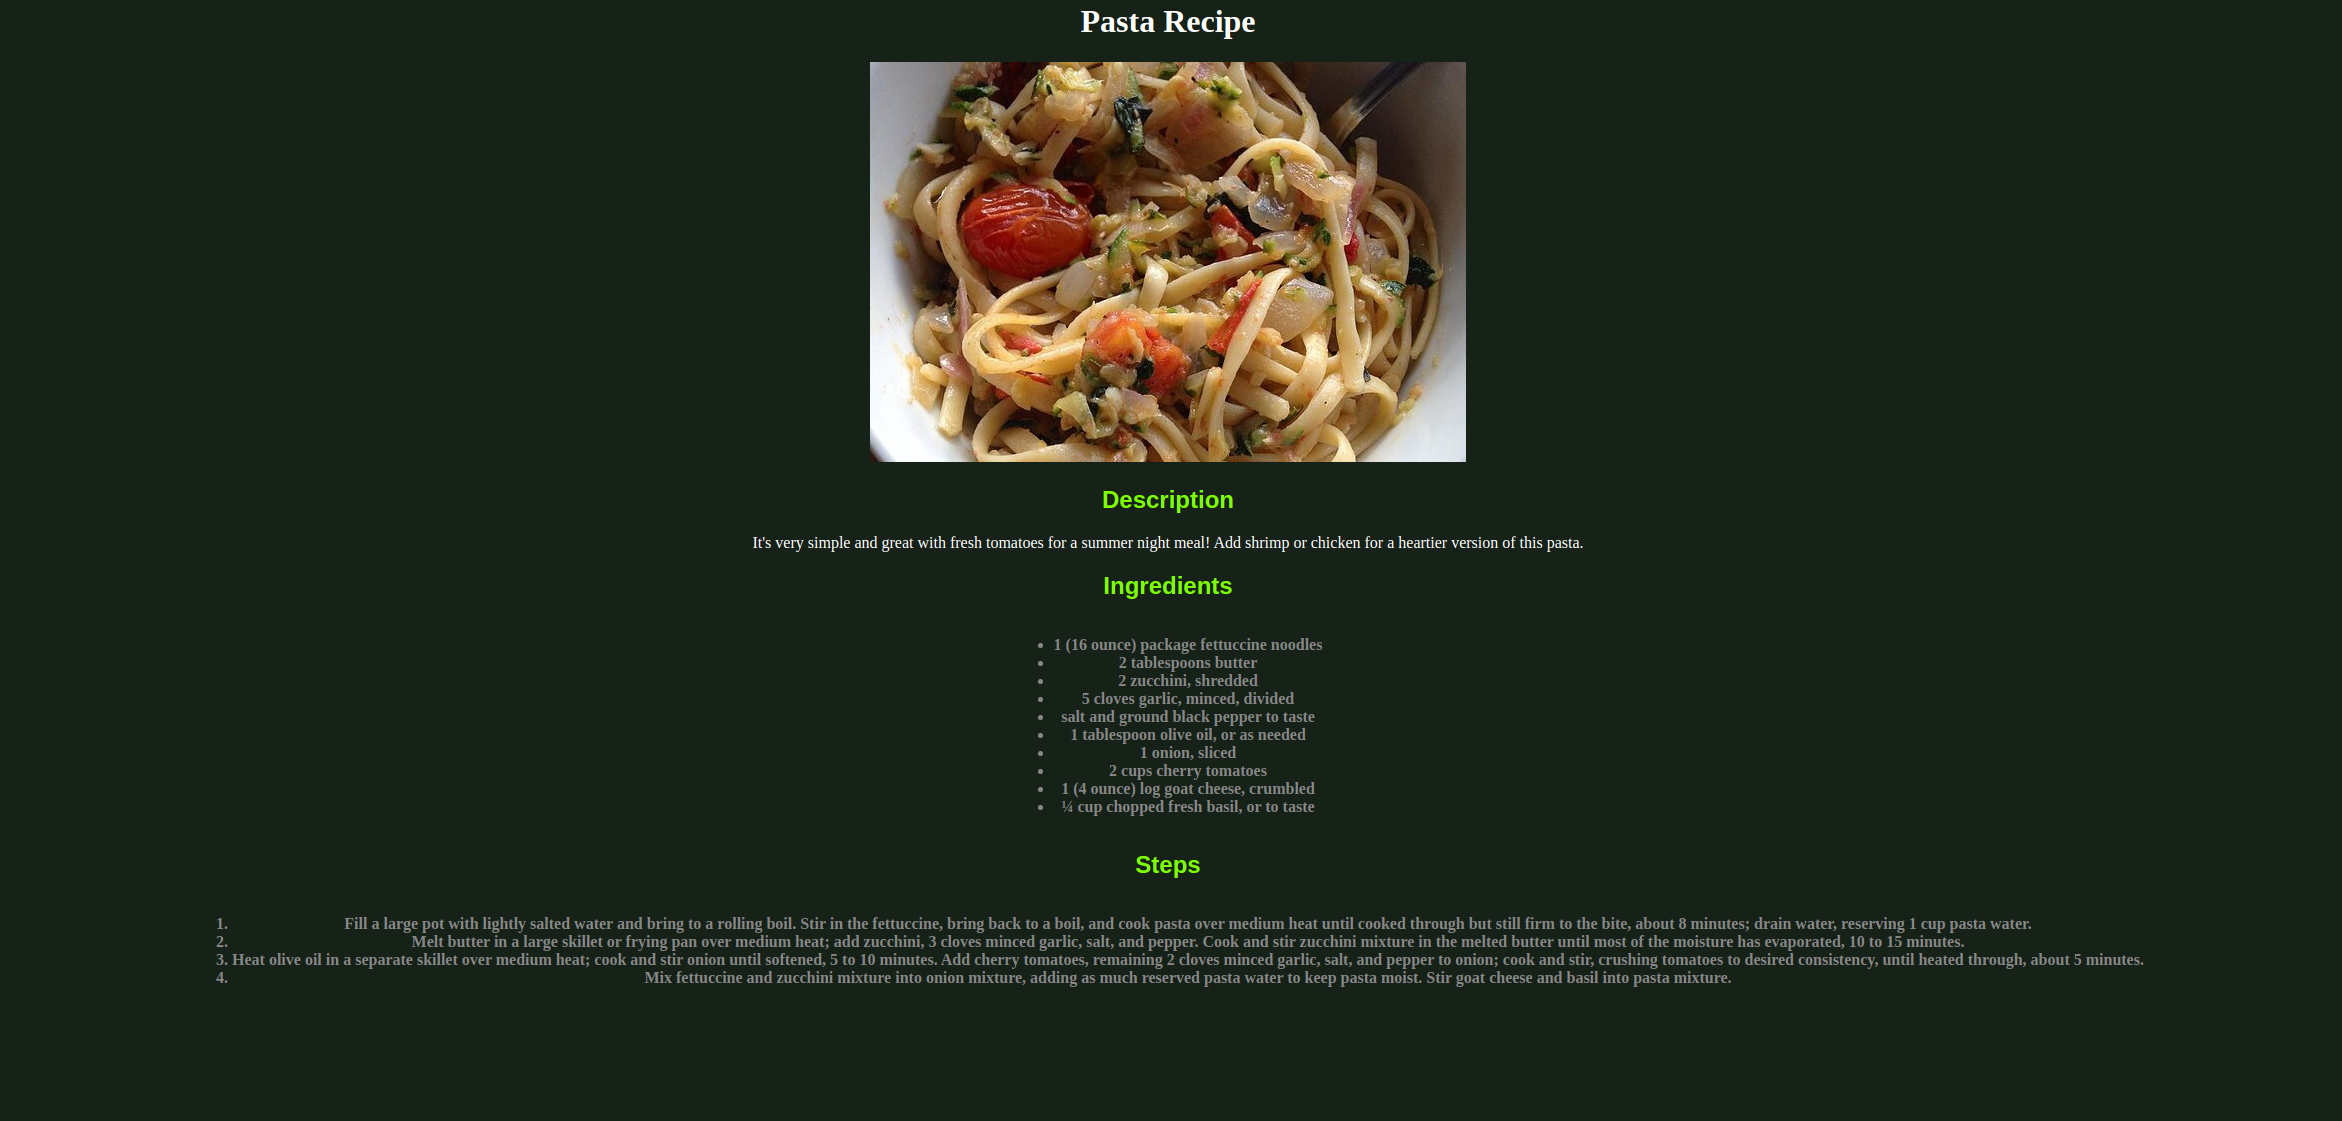 Pasta Recipe
Description
It's very simple and great with fresh tomatoes for a summer night meal! Add shrimp or chicken for a heartier version of this pasta.
Ingredients
• 1 (16 ounce) package fettuccine noodles
• 2 tablespoons butter
• 2 zucchini, shredded
• 5 cloves garlic, minced, divided
• salt and ground black pepper to taste
• 1 tablespoon olive oil, or as needed
• 1 onion, sliced
• 2 cups cherry tomatoes
• 1 (4 ounce) log goat cheese, crumbled
• ¼ cup chopped fresh basil, or to taste
Steps
1. Fill a large pot with lightly salted water and bring to a rolling boil. Stir in the fettuccine, bring back to a boil, and cook pasta over medium heat until cooked through but still firm to the bite, about 8 minutes; drain water, reserving 1 cup pasta water.
2. Melt butter in a large skillet or frying pan over medium heat; add zucchini, 3 cloves minced garlic, salt, and pepper. Cook and stir zucchini mixture in the melted butter until most of the moisture has evaporated, 10 to 15 minutes.
3. Heat olive oil in a separate skillet over medium heat; cook and stir onion until softened, 5 to 10 minutes. Add cherry tomatoes, remaining 2 cloves minced garlic, salt, and pepper to onion; cook and stir, crushing tomatoes to desired consistency, until heated through, about 5 minutes.
4. Mix fettuccine and zucchini mixture into onion mixture, adding as much reserved pasta water to keep pasta moist. Stir goat cheese and basil into pasta mixture.